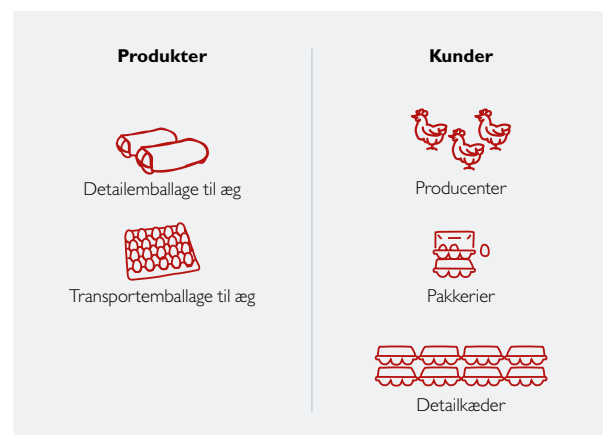 Produkter
Detailemballage til æg
Transportemballage til æg
Kunder
Producenter
Pakkerier
Detailkæder